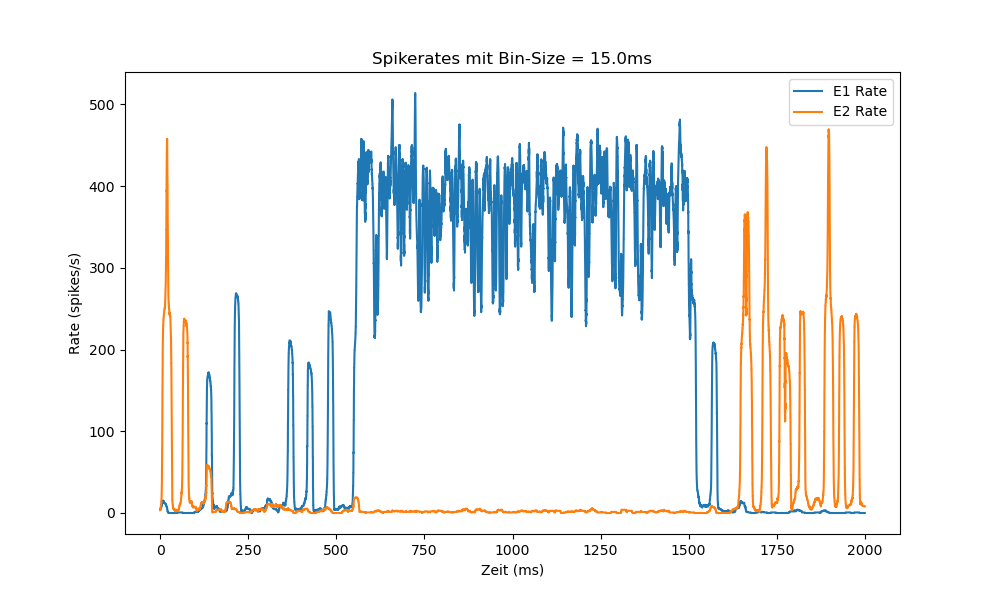 Spikerates mit Bin-Size = 15.0ms
E1 Rate
E2 Rate
Rate (spikes/s)
500
400
300
200
100
0
0 250 500 750 1000 1250 1500 1750 2000
Zeit (ms)